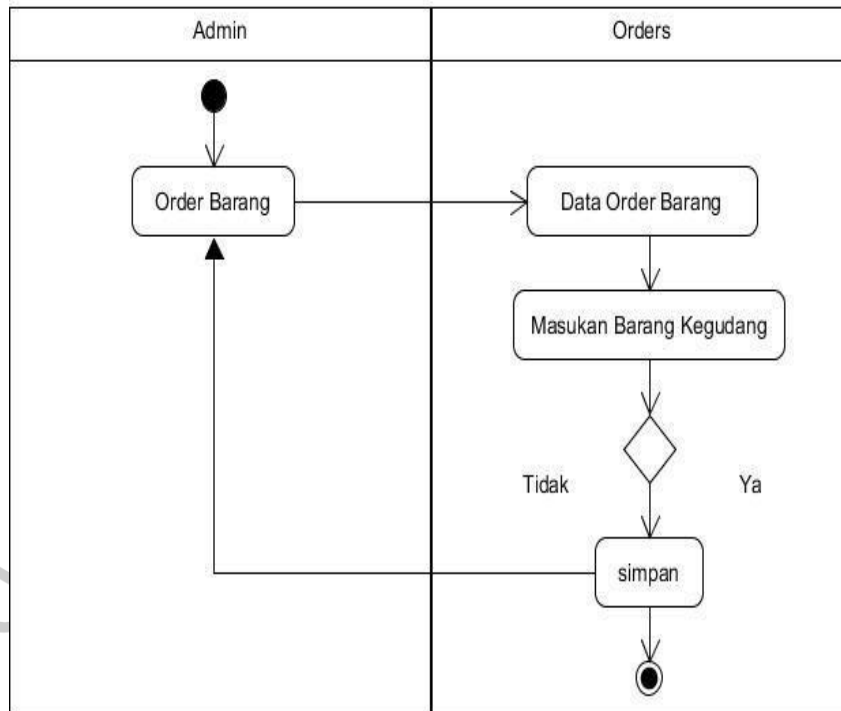 Admin
Orders
Order Barang
Data Order Barang
Masukan Barang Kegudang
Tidak
Ya
simpan